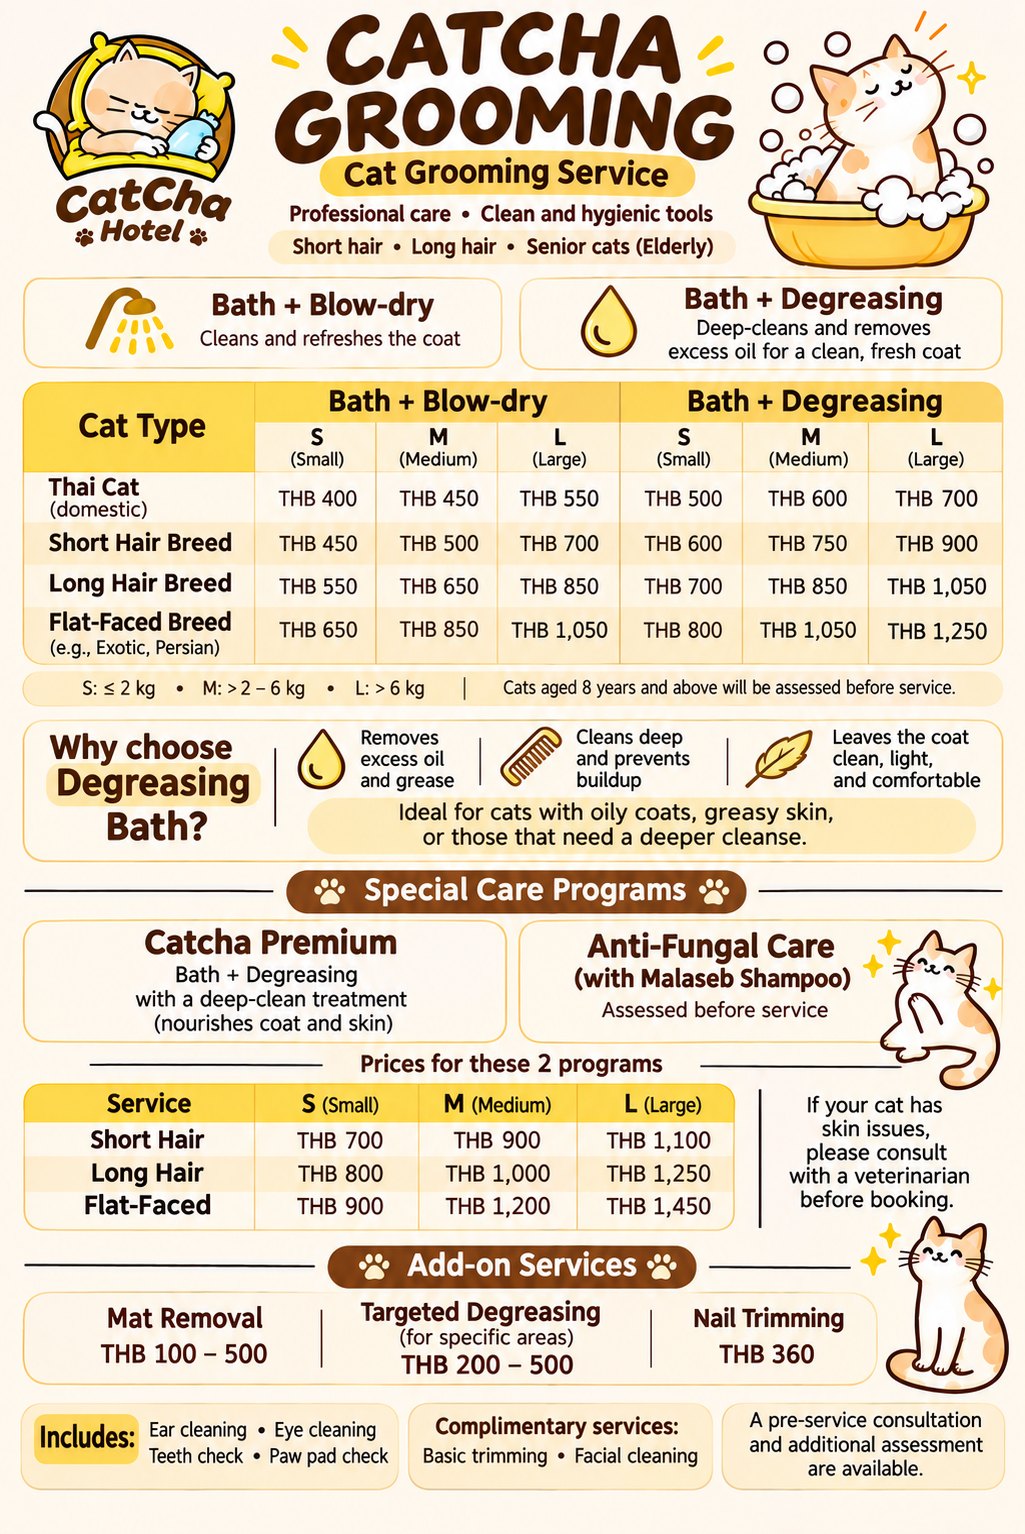 CatCha
Hotel
CATCHA
GROOMING
Cat Grooming Service
Professional care • Clean and hygienic tools
Short hair • Long hair • Senior cats (Elderly)
Bath + Blow-dry
Cleans and refreshes the coat
Bath + Degreasing
Deep-cleans and removes
excess oil for a clean, fresh coat
Cat Type
Bath + Blow-dry
Bath + Degreasing
S M L S M L
(Small) (Medium) (Large) (Small) (Medium) (Large)
Thai Cat
(domestic)
THB 400 THB 450 THB 550 THB 500 THB 600 THB 700
Short Hair Breed THB 450 THB 500 THB 700 THB 600 THB 750 THB 900
Long Hair Breed THB 550 THB 650 THB 850 THB 700 THB 850 THB 1,050
Flat-Faced Breed
(e.g., Exotic, Persian)
THB 650 THB 850 THB 1,050 THB 800 THB 1,050 THB 1,250
S: ≤ 2 kg • M: > 2 – 6 kg • L: > 6 kg | Cats aged 8 years and above will be assessed before service.
Why choose
Degreasing
Bath?
Removes
excess oil
and grease
Cleans deep
and prevents
buildup
Leaves the coat
clean, light,
and comfortable
Ideal for cats with oily coats, greasy skin,
or those that need a deeper cleanse.
Special Care Programs
Catcha Premium
Bath + Degreasing
with a deep-clean treatment
(nourishes coat and skin)
Anti-Fungal Care
(with Malaseb Shampoo)
Assessed before service
Prices for these 2 programs
Service S (Small) M (Medium) L (Large)
Short Hair THB 700 THB 900 THB 1,100
Long Hair THB 800 THB 1,000 THB 1,250
Flat-Faced THB 900 THB 1,200 THB 1,450
If your cat has
skin issues,
please consult
with a veterinarian
before booking.
Add-on Services
Mat Removal
THB 100 – 500
Targeted Degreasing
(for specific areas)
THB 200 – 500
Nail Trimming
THB 360
Includes:
Ear cleaning • Eye cleaning
Teeth check • Paw pad check
Complimentary services:
Basic trimming • Facial cleaning
A pre-service consultation
and additional assessment
are available.